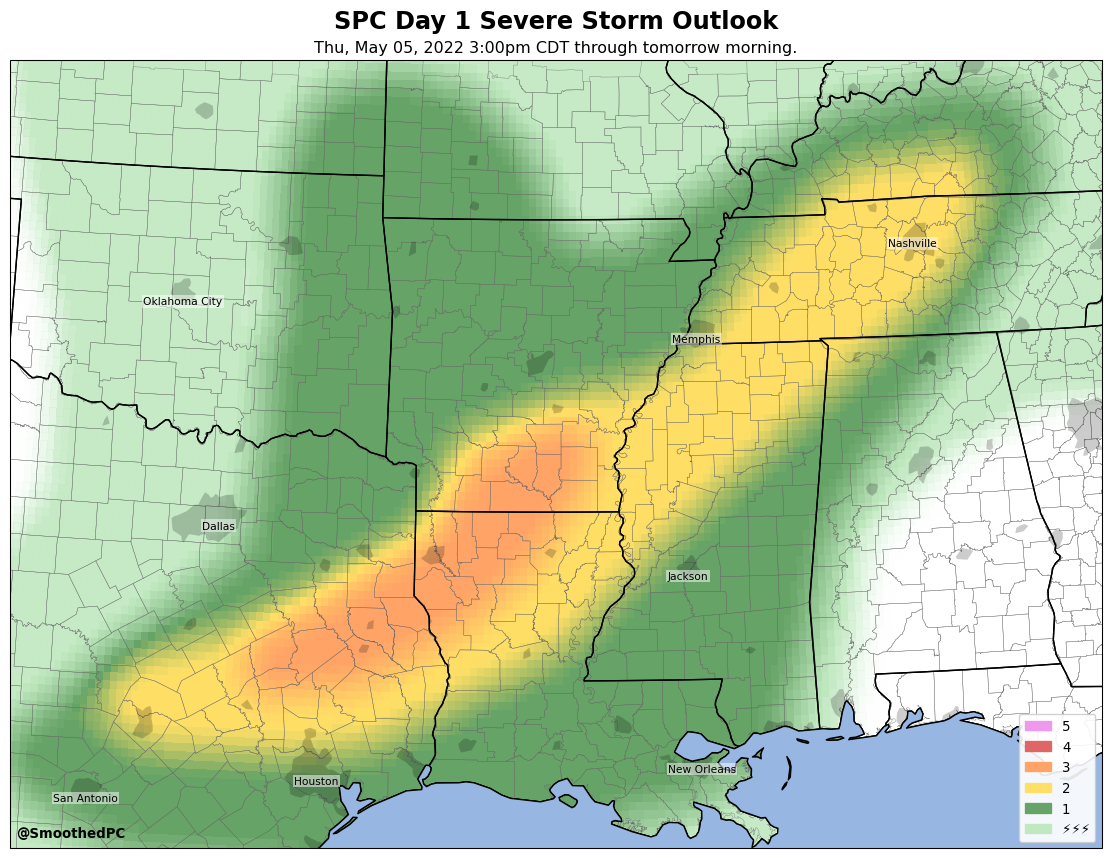 SPC Day 1 Severe Storm Outlook
Thu, May 05, 2022 3:00pm CDT through tomorrow morning.
Nashville
Oklahoma City
Memphis
Dallas
Jackson
New Orleans
Houston
San Antonio
5
4
3
2
1
⚡⚡⚡
@SmoothedPC